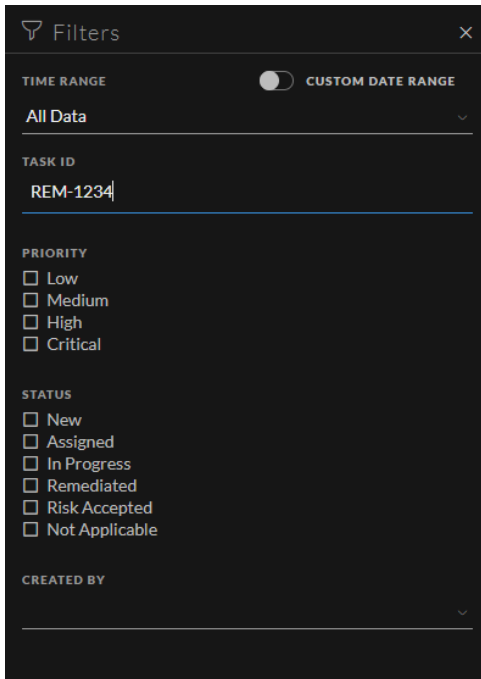 Filters
TIME RANGE
CUSTOM DATE RANGE
All Data
TASK ID
REM-1234
PRIORITY
Low
Medium
High
Critical
STATUS
New
Assigned
In Progress
Remediated
Risk Accepted
Not Applicable
CREATED BY